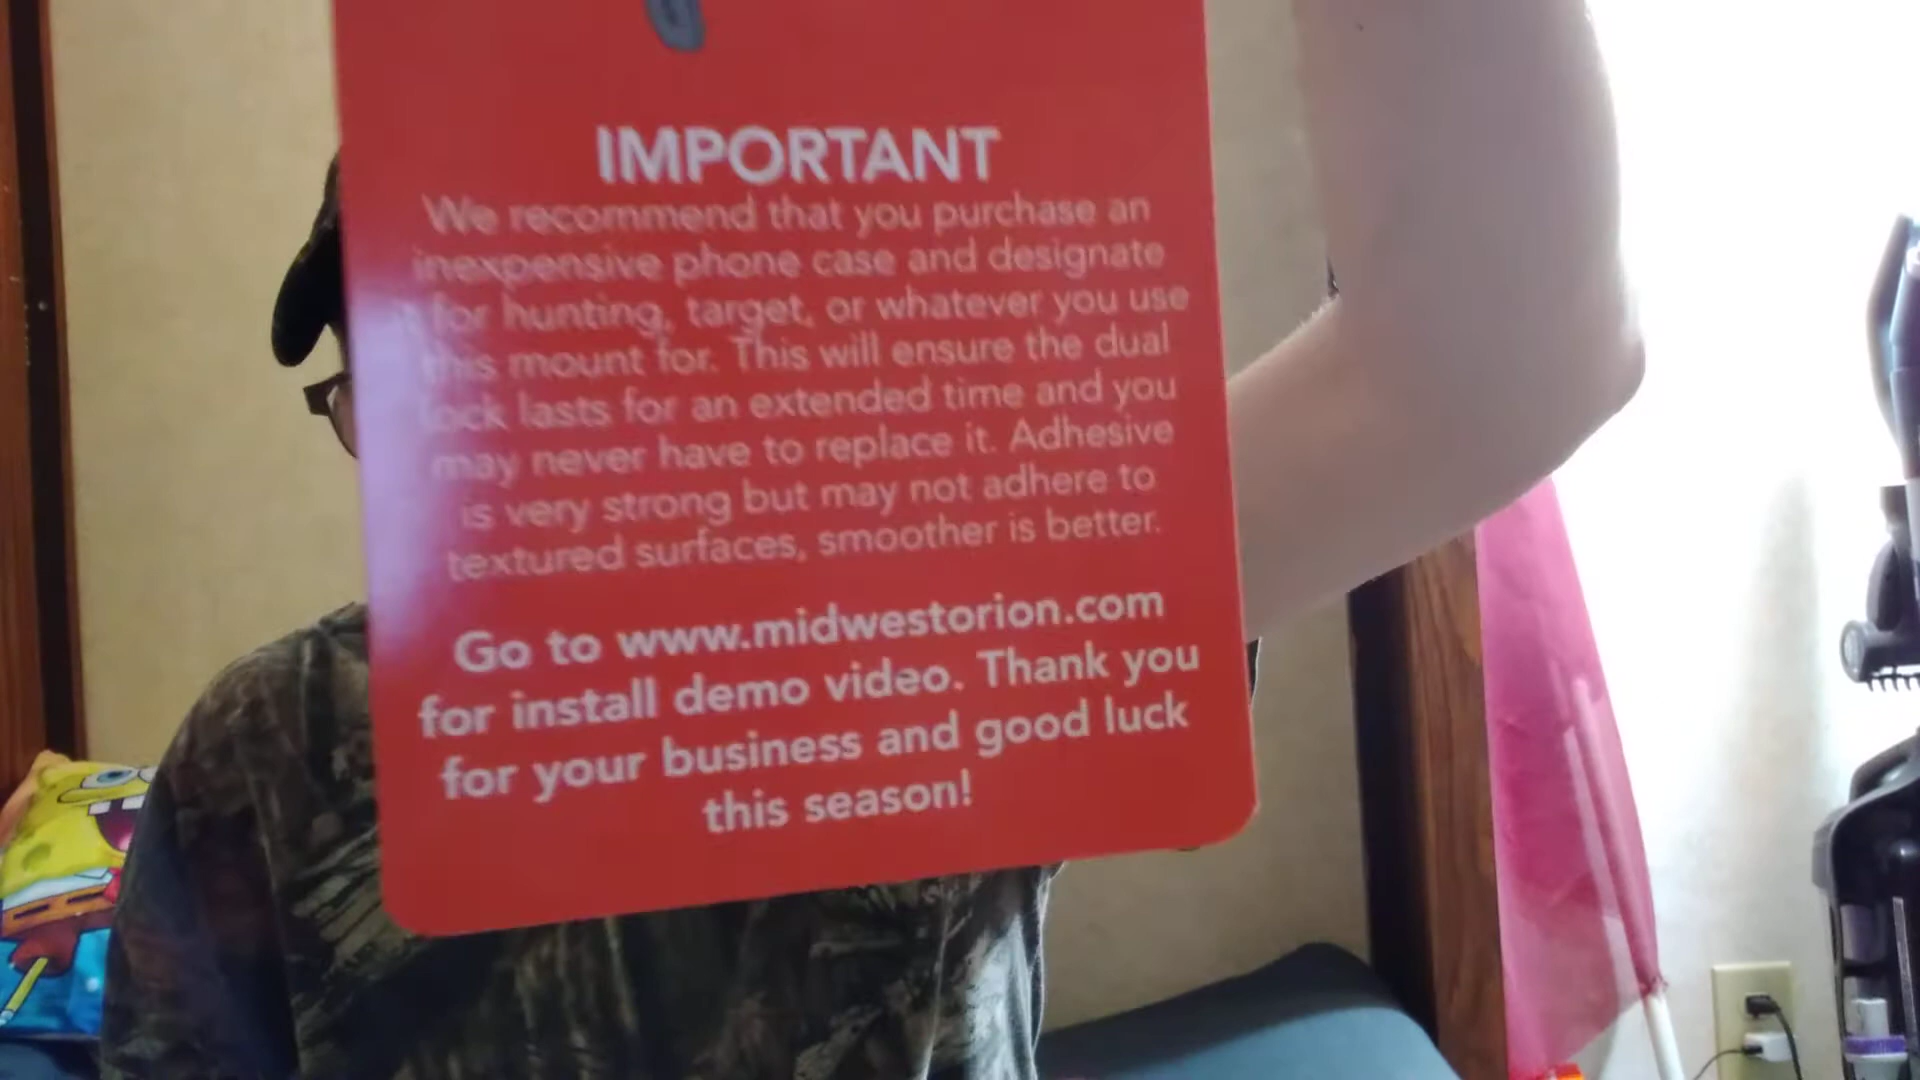 IMPORTANT
We recommend that you purchase an
inexpensive phone case and designate
for hunting, target, or whatever you use
this mount for. This will ensure the dual
lock lasts for an extended time and you
may never have to replace it. Adhesive
is very strong but may not adhere to
textured surfaces, smoother is better.
Go to www.midwestorion.com
for install demo video. Thank you
for your business and good luck
this season!